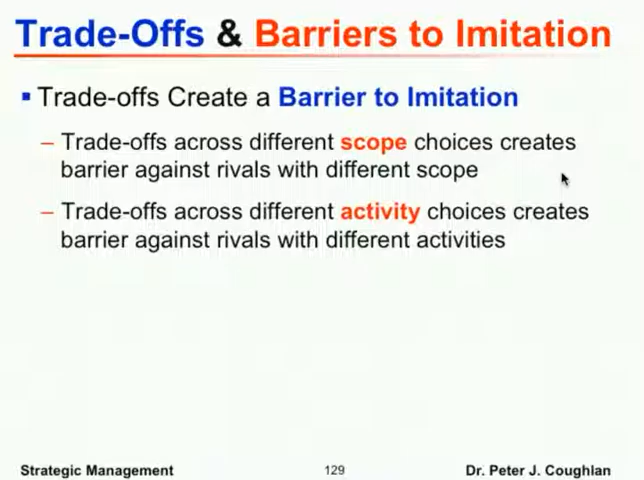 Trade-Offs & Barriers to Imitation
Trade-offs Create a Barrier to Imitation
– Trade-offs across different scope choices creates
barrier against rivals with different scope
– Trade-offs across different activity choices creates
barrier against rivals with different activities
Strategic Management
129
Dr. Peter J. Coughlan